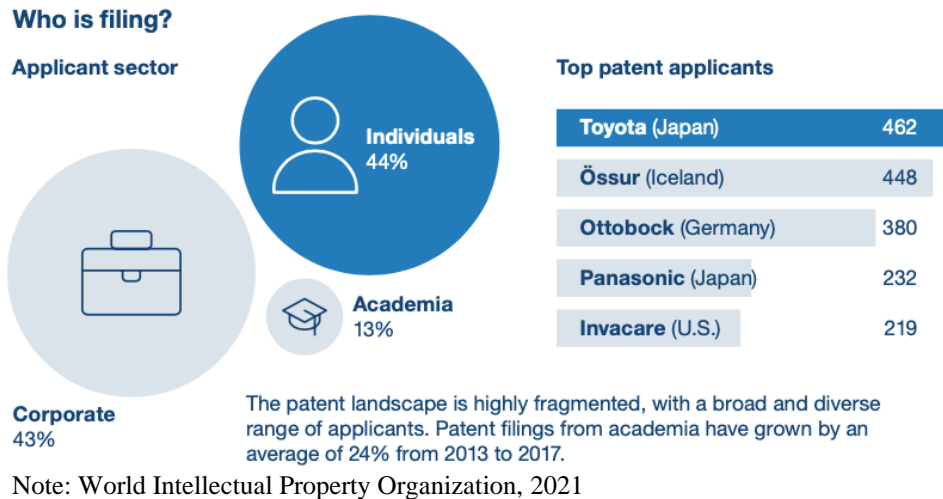 Who is filing?
Applicant sector
Individuals
44%
Academia
13%
Corporate
43%
Top patent applicants
Toyota (Japan) 462
Össur (Iceland) 448
Ottobock (Germany) 380
Panasonic (Japan) 232
Invacare (U.S.) 219
The patent landscape is highly fragmented, with a broad and diverse
range of applicants. Patent filings from academia have grown by an
average of 24% from 2013 to 2017.
Note: World Intellectual Property Organization, 2021